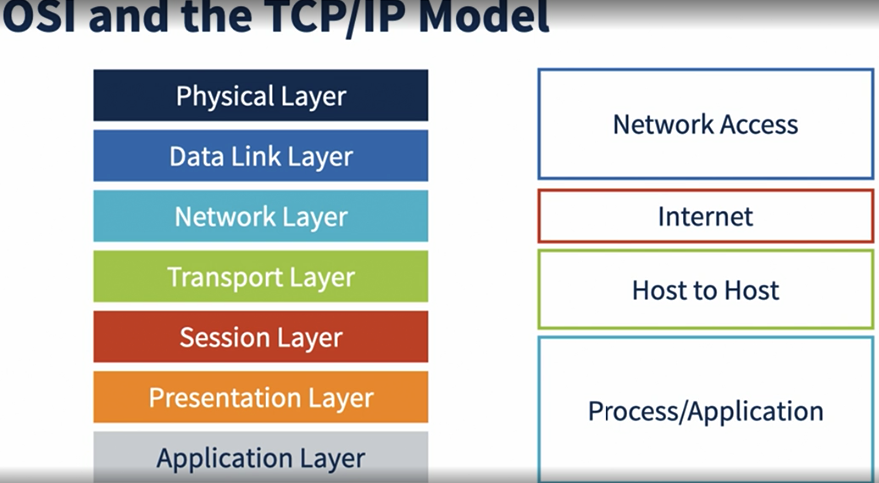 OSI and the TCP/IP Model
Physical Layer
Data Link Layer
Network Layer
Transport Layer
Session Layer
Presentation Layer
Application Layer
Network Access
Internet
Host to Host
Process/Application